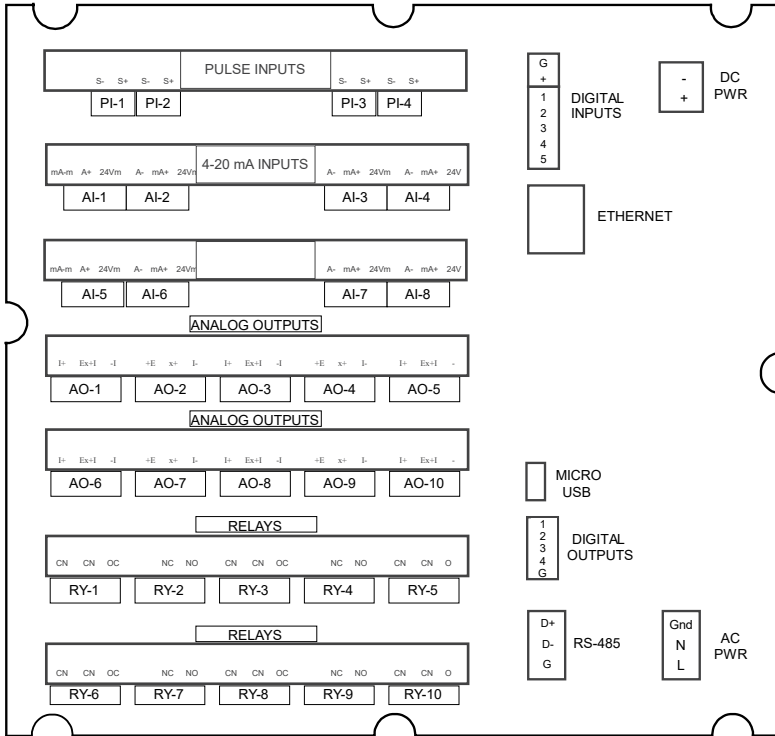 PULSE INPUTS
S- S+ S- S+ S- S+ S- S+
PI-1 PI-2 PI-3 PI-4
4-20 mA INPUTS
mA-m A+ 24Vm A- mA+ 24Vm A- mA+ 24Vm A- mA+ 24V
AI-1 AI-2 AI-3 AI-4
mA-m A+ 24Vm A- mA+ 24Vm A- mA+ 24Vm A- mA+ 24V
AI-5 AI-6 AI-7 AI-8
ANALOG OUTPUTS
I+ Ex+I -I +E x+ I- I+ Ex+I -I +E x+ I- I+ Ex+I -
AO-1 AO-2 AO-3 AO-4 AO-5
ANALOG OUTPUTS
I+ Ex+I -I +E x+ I- I+ Ex+I -I +E x+ I- I+ Ex+I -
AO-6 AO-7 AO-8 AO-9 AO-10
RELAYS
CN CN OC NC NO CN CN OC NC NO CN CN O
RY-1 RY-2 RY-3 RY-4 RY-5
RELAYS
CN CN OC NC NO CN CN OC NC NO CN CN O
RY-6 RY-7 RY-8 RY-9 RY-10
G
+
1
2
3
4
5
DIGITAL
INPUTS
-
+
DC
PWR
ETHERNET
MICRO
USB
1
2
3
4
G
DIGITAL
OUTPUTS
D+
D-
G
RS-485
Gnd
N
L
AC
PWR